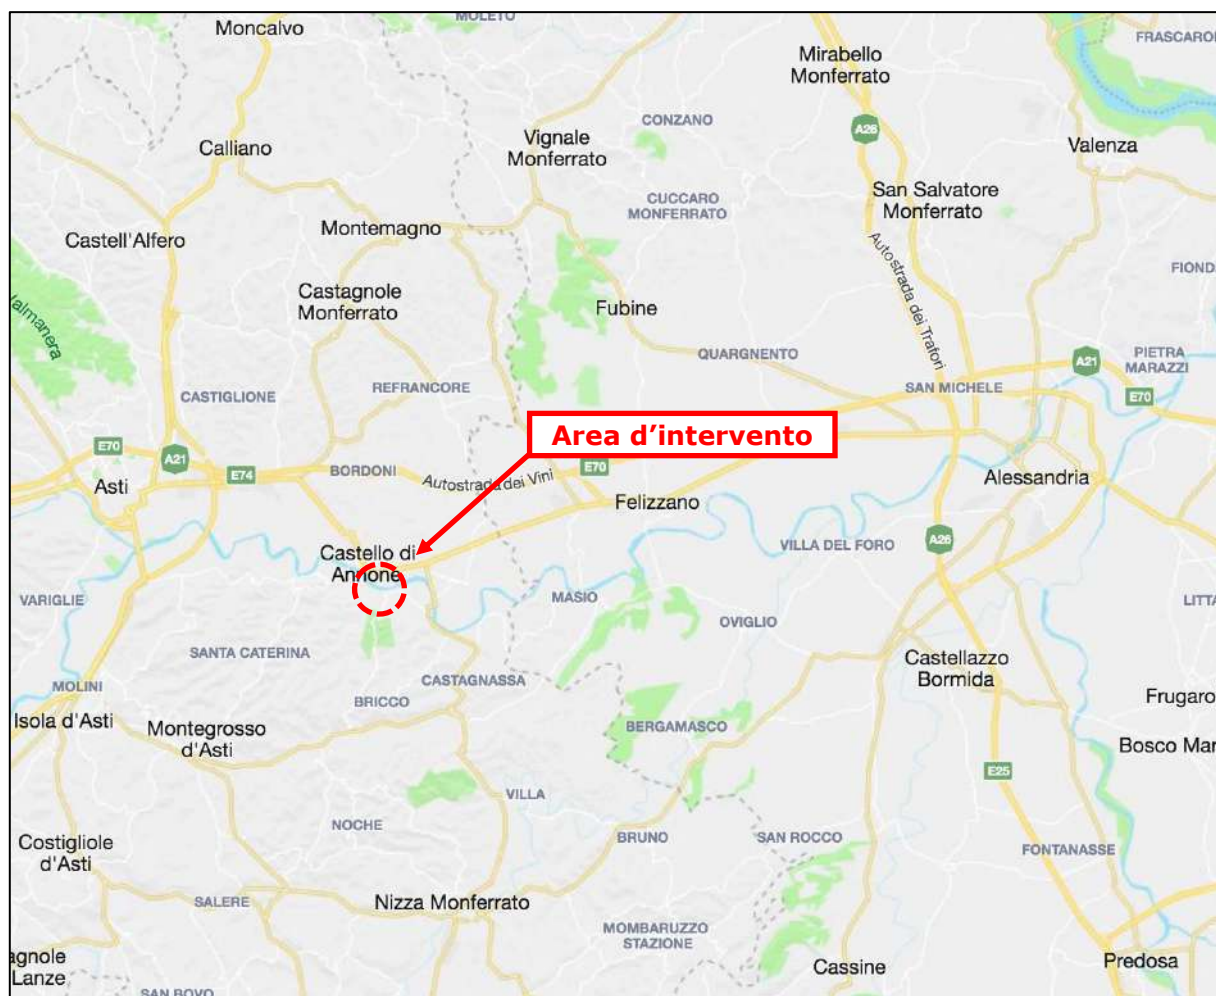 MOLETO
Moncalvo
FRASCAROL
Mirabello
Monferrato
CONZANO
A26
Vignale
Monferrato
Calliano
Valenza
CUCCARO
MONFERRATO
San Salvatore
Monferrato
Montemagno
Castell'Alfero
Autostrada dei Trafori
FIOND
Castagnole
Monferrato
Valmanera
Fubine
QUARGNENTO
A21
PIETRA
MARAZZI
REFRANCORE
SAN MICHELE
E70
CASTIGLIONE
Area d'intervento
E70
A21
E74
BORDONI
Autostrada dei Vini
E70
Asti
Felizzano
Alessandria
Castello di
Annone
VILLA DEL FORO
A26
VARIGLIE
MASIO
LITTA
OVIGLIO
SANTA CATERINA
Castellazzo
Bormida
MOLINI
CASTAGNASSA
BRICCO
Frugaro
Isola d'Asti
Montegrosso
d'Asti
BERGAMASCO
Bosco Mar
E25
VILLA
NOCHE
BRUNO
SAN ROCCO
Costigliole
d'Asti
FONTANASSE
SALERE
Nizza Monferrato
MOMBARUZZO
STAZIONE
agnole
Lanze
Cassine
Predosa
SAN BOVO